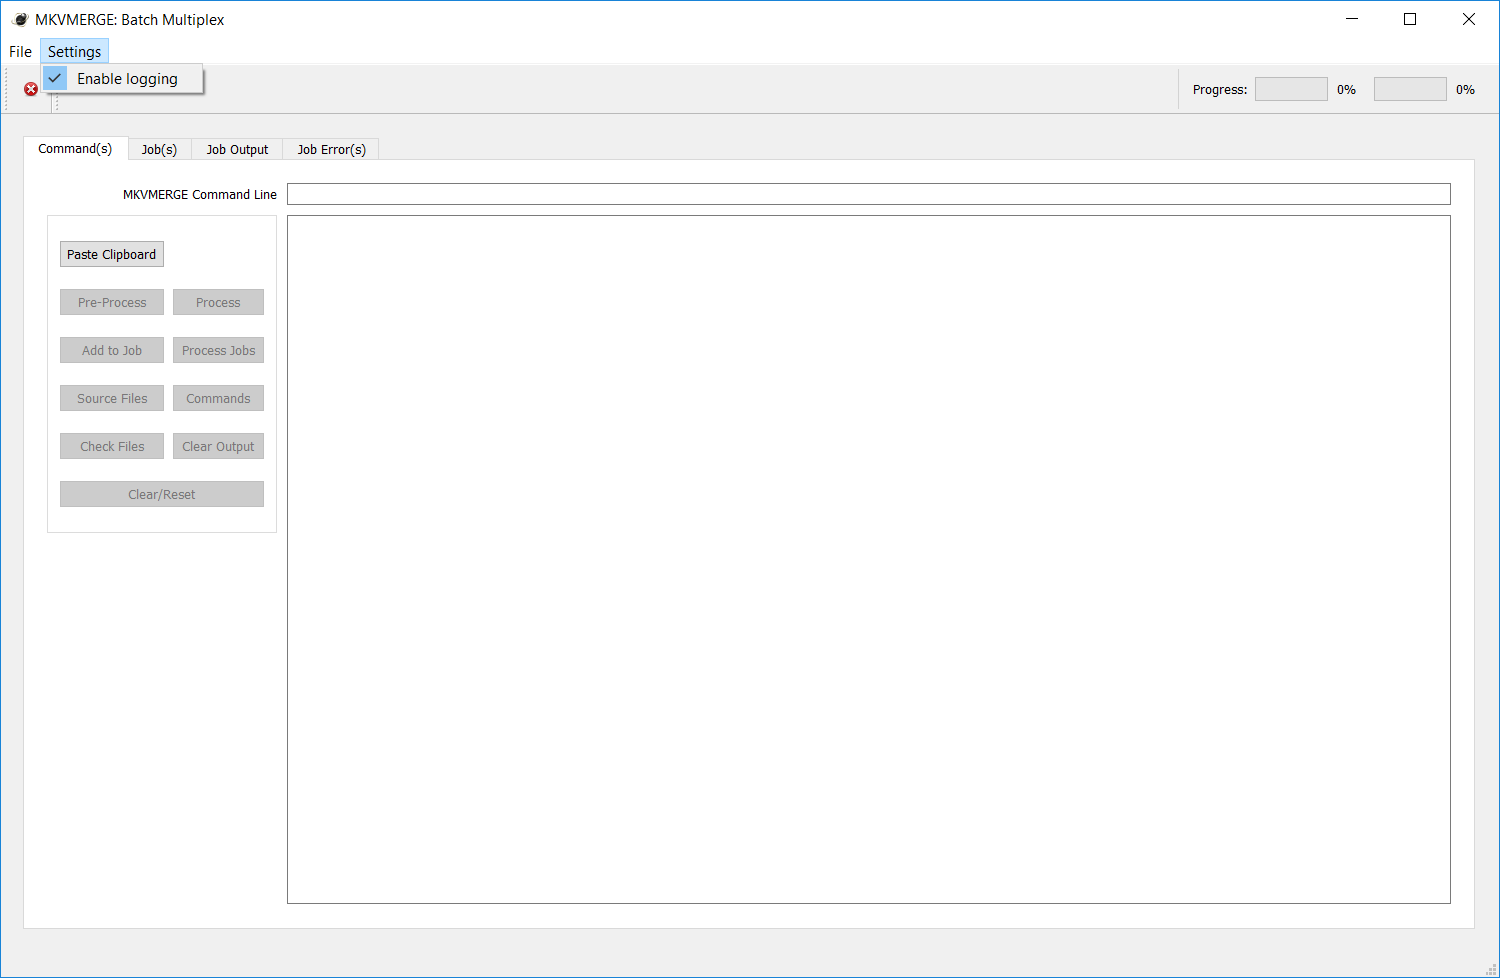 MKVMERGE: Batch Multiplex
File Settings
Enable logging
Progress: 0% 0%
Command(s) Job(s) Job Output Job Error(s)
MKVMERGE Command Line
Paste Clipboard
Pre-Process Process
Add to Job Process Jobs
Source Files Commands
Check Files Clear Output
Clear/Reset